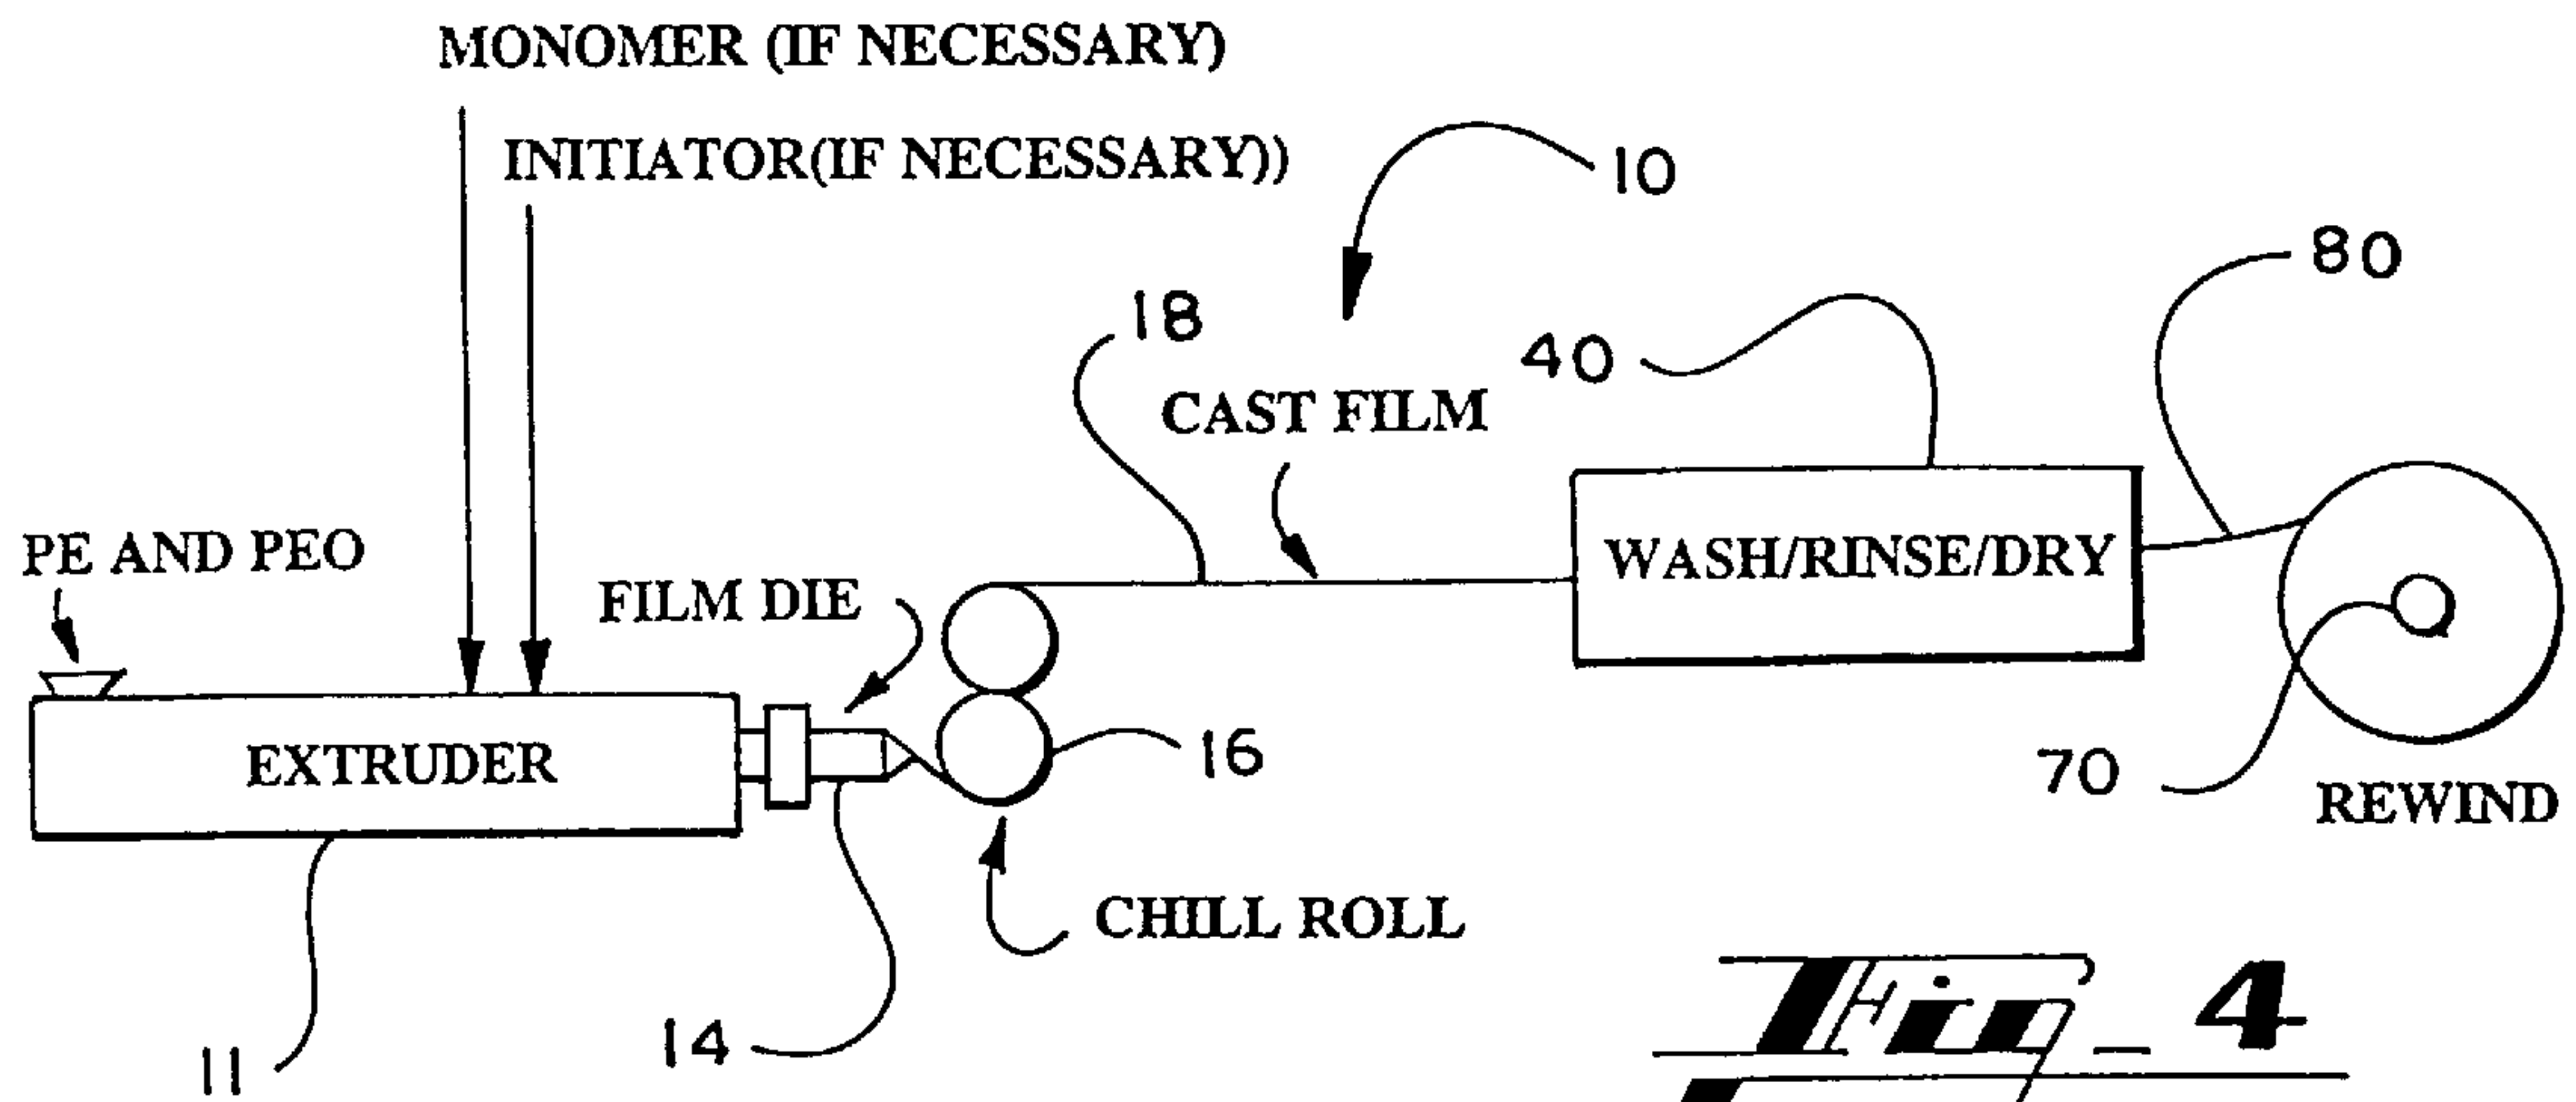 MONOMER (IF NECESSARY)
INITIATOR(IF NECESSARY))
10
80
18
40
CAST FILM
PE AND PEO
FILM DIE
WASH/RINSE/DRY
EXTRUDER
16
70
REWIND
CHILL ROLL
14
11
Fig_4